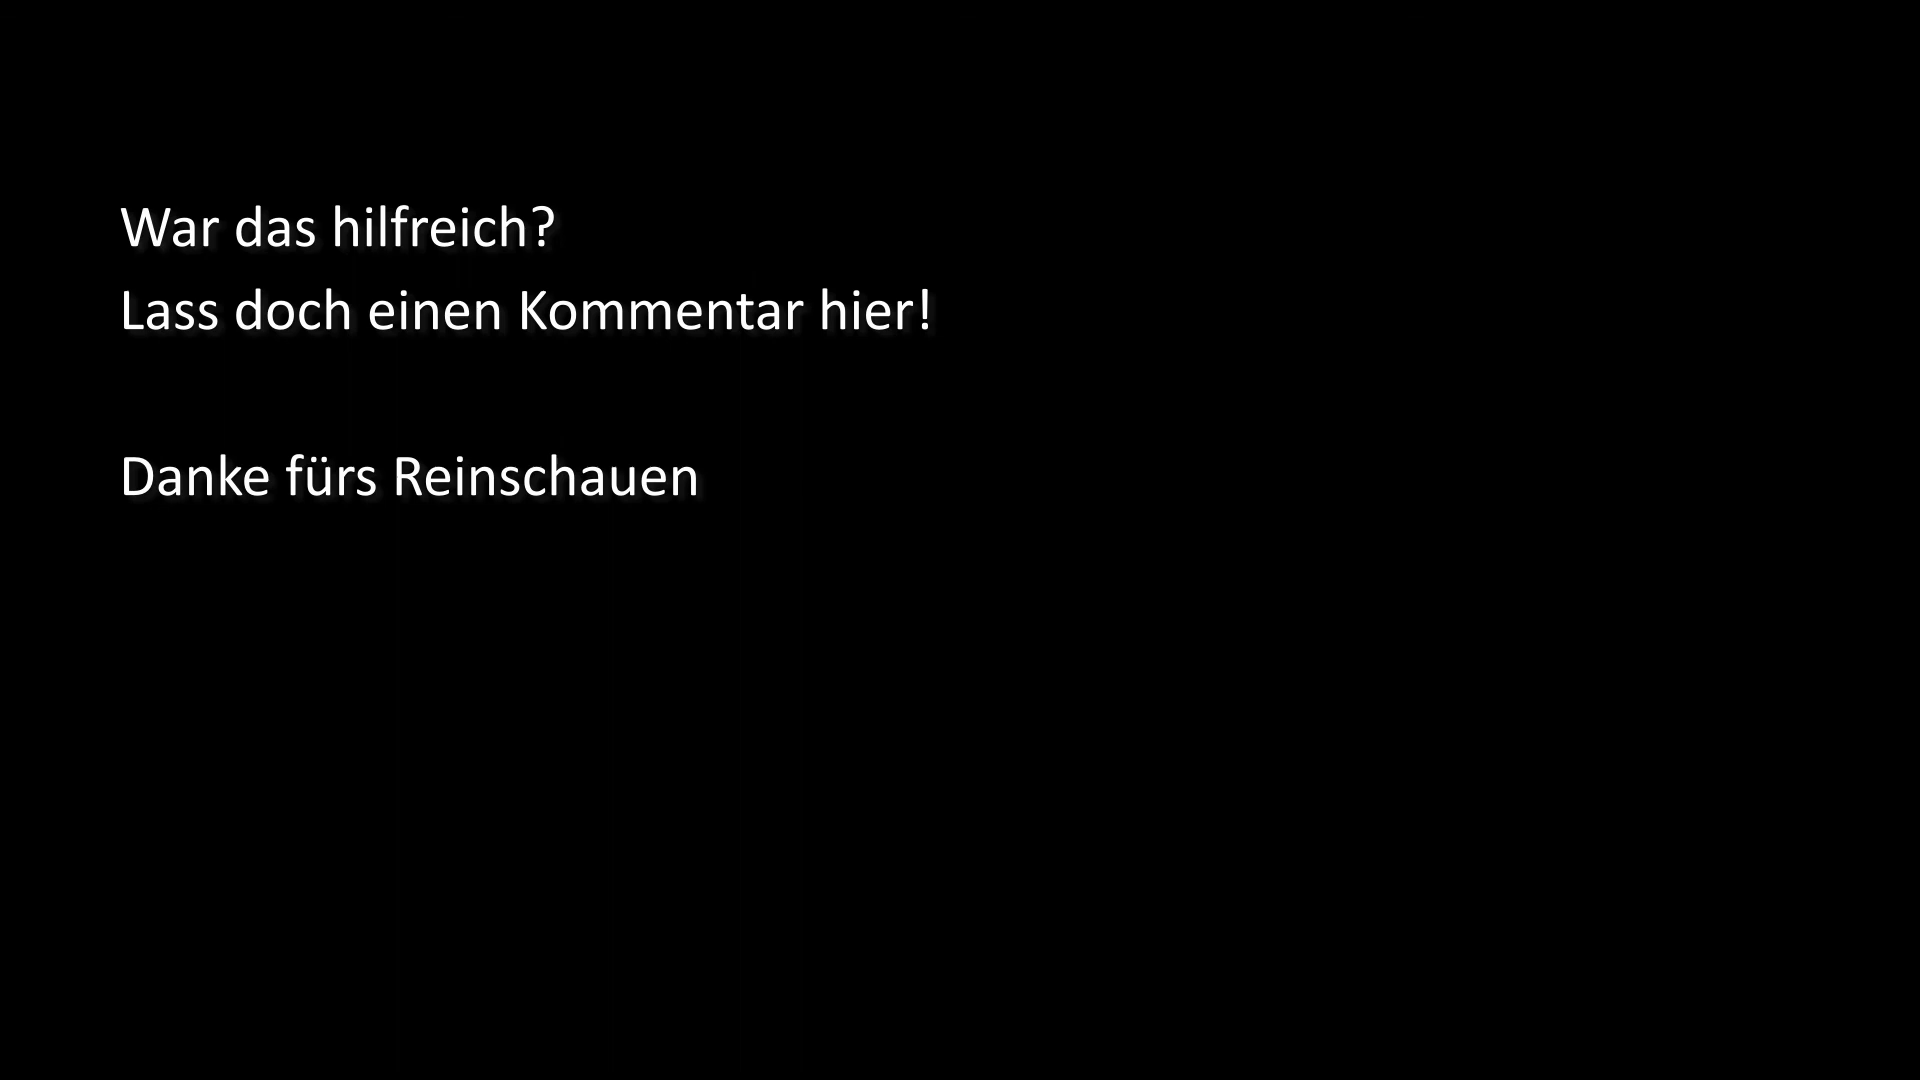 War das hilfreich?
Lass doch einen Kommentar hier!
Danke fürs Reinschauen